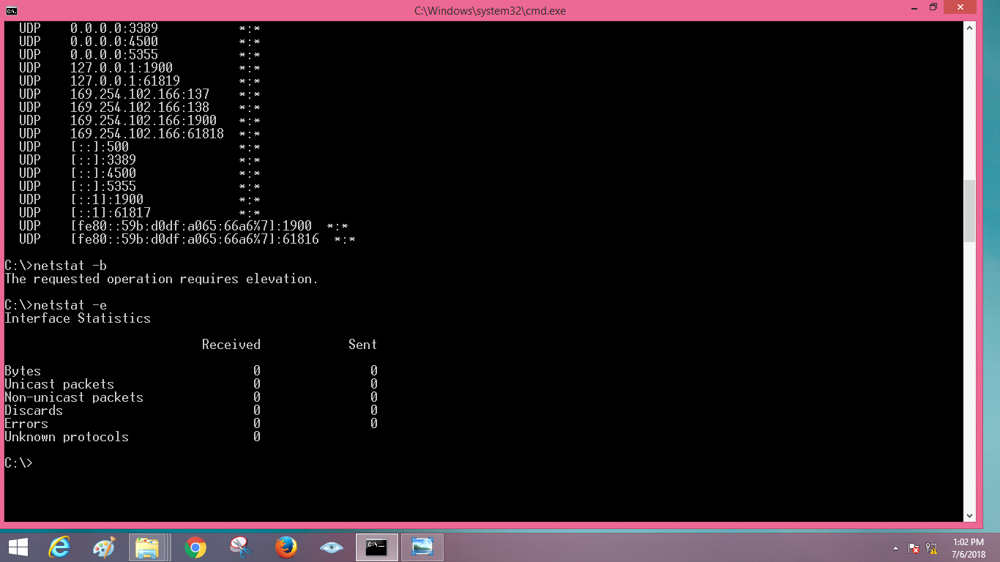 C:\Windows\system32\cmd.exe
UDP    0.0.0.0:3389           *:*
UDP    0.0.0.0:4500           *:*
UDP    0.0.0.0:5355           *:*
UDP    127.0.0.1:1900         *:*
UDP    127.0.0.1:61819        *:*
UDP    169.254.102.166:137    *:*
UDP    169.254.102.166:138    *:*
UDP    169.254.102.166:1900   *:*
UDP    169.254.102.166:61818  *:*
UDP    [::]:500               *:*
UDP    [::]:3389              *:*
UDP    [::]:4500              *:*
UDP    [::]:5355              *:*
UDP    [::1]:1900             *:*
UDP    [::1]:61817            *:*
UDP    [fe80::59b:d0df:a065:66a6%7]:1900  *:*
UDP    [fe80::59b:d0df:a065:66a6%7]:61816  *:*
C:\>netstat -b
The requested operation requires elevation.
C:\>netstat -e
Interface Statistics
Received            Sent
Bytes                             0               0
Unicast packets                   0               0
Non-unicast packets               0               0
Discards                          0               0
Errors                            0               0
Unknown protocols                 0
C:\>
1:02 PM
7/6/2018